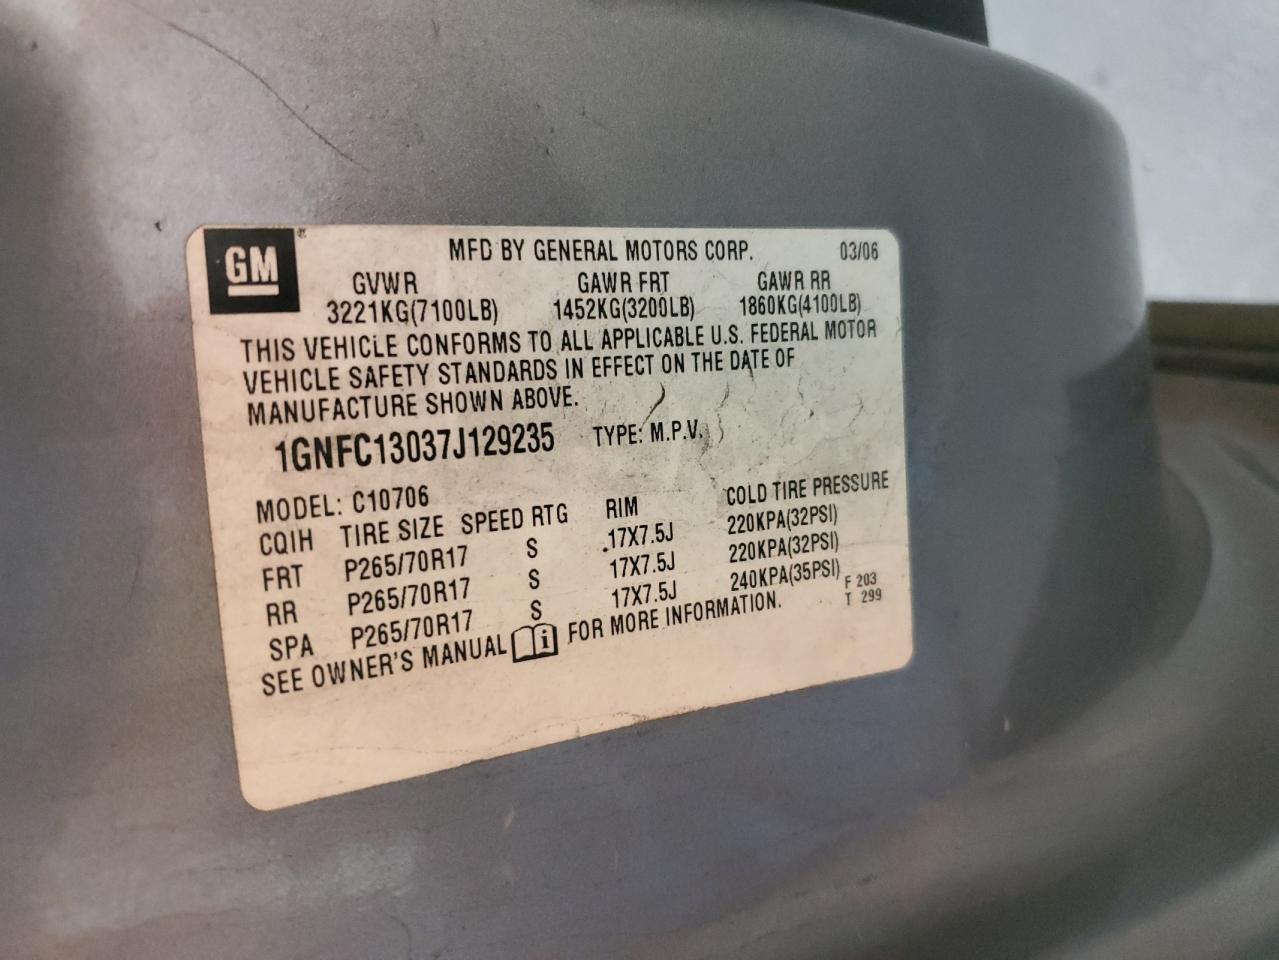 GM ® MFD BY GENERAL MOTORS CORP. 03/06
GVWR GAWR FRT GAWR RR
3221KG(7100LB) 1452KG(3200LB) 1860KG(4100LB)
THIS VEHICLE CONFORMS TO ALL APPLICABLE U.S. FEDERAL MOTOR
VEHICLE SAFETY STANDARDS IN EFFECT ON THE DATE OF
MANUFACTURE SHOWN ABOVE.
1GNFC13037J129235 TYPE: M.P.V.
MODEL: C10706
CQIH TIRE SIZE SPEED RTG RIM COLD TIRE PRESSURE
FRT P265/70R17 S 17X7.5J 220KPA(32PSI)
RR P265/70R17 S 17X7.5J 220KPA(32PSI)
SPA P265/70R17 S 17X7.5J 240KPA(35PSI)
SEE OWNER'S MANUAL i FOR MORE INFORMATION.
F 203
T 299